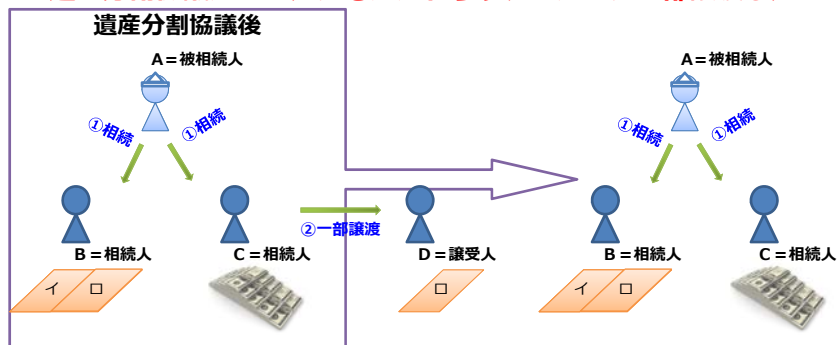 遺産分割協議後
A=被相続人
①相続
①相続
B=相続人
C=相続人
イ
ロ
②一部譲渡
D=譲受人
ロ
A=被相続人
①相続
①相続
B=相続人
C=相続人
イ
ロ